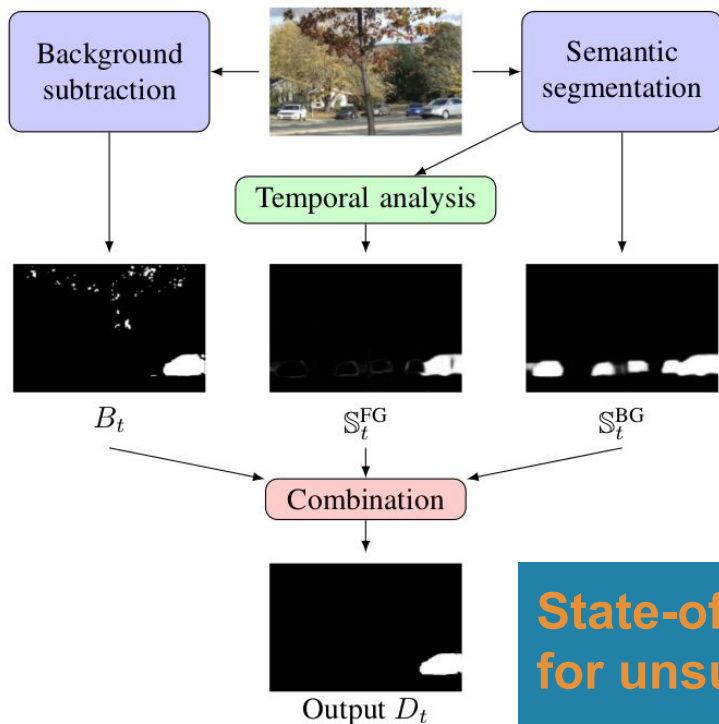 Background
subtraction
Semantic
segmentation
Temporal analysis
B_t
𝕊_t^FG
𝕊_t^BG
Combination
Output D_t
State-of
for unsu